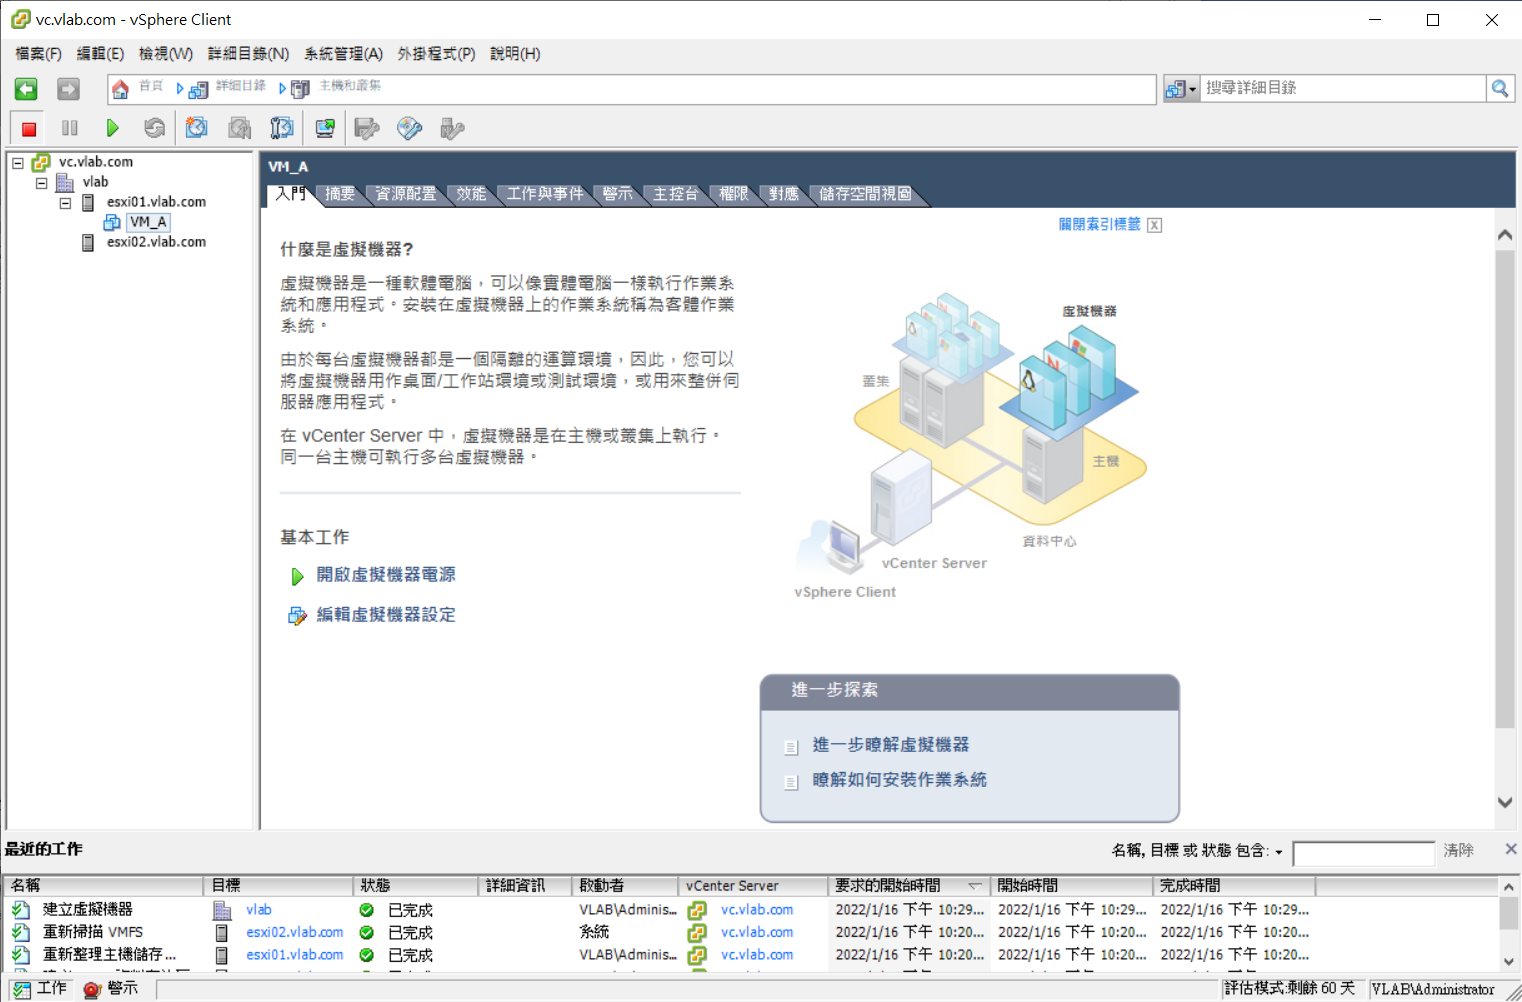 vc.vlab.com - vSphere Client
檔案(F) 編輯(E) 檢視(W) 詳細目錄(N) 系統管理(A) 外掛程式(P) 說明(H)
首頁 詳細目錄 主機和叢集 搜尋詳細目錄
vc.vlab.com
vlab
esxi01.vlab.com
VM_A
esxi02.vlab.com
VM_A
入門 摘要 資源配置 效能 工作與事件 警示 主控台 權限 對應 儲存空間視圖
關閉索引標籤 X
什麼是虛擬機器?
虛擬機器是一種軟體電腦，可以像實體電腦一樣執行作業系
統和應用程式。安裝在虛擬機器上的作業系統稱為客體作業
系統。
由於每台虛擬機器都是一個隔離的運算環境，因此，您可以
將虛擬機器用作桌面/工作站環境或測試環境，或用來整併伺
服器應用程式。
在 vCenter Server 中，虛擬機器是在主機或叢集上執行。
同一台主機可執行多台虛擬機器。
基本工作
開啟虛擬機器電源
編輯虛擬機器設定
虛擬機器
叢集
主機
資料中心
vCenter Server
vSphere Client
進一步探索
進一步瞭解虛擬機器
瞭解如何安裝作業系統
最近的工作 名稱, 目標 或 狀態 包含: 清除
名稱 目標 狀態 詳細資訊 啟動者 vCenter Server 要求的開始時間 開始時間 完成時間
建立虛擬機器 vlab 已完成 VLAB\Adminis... vc.vlab.com 2022/1/16 下午 10:29... 2022/1/16 下午 10:29... 2022/1/16 下午 10:29...
重新掃描 VMFS esxi02.vlab.com 已完成 系統 vc.vlab.com 2022/1/16 下午 10:20... 2022/1/16 下午 10:20... 2022/1/16 下午 10:20...
重新整理主機儲存... esxi01.vlab.com 已完成 VLAB\Adminis... vc.vlab.com 2022/1/16 下午 10:20... 2022/1/16 下午 10:20... 2022/1/16 下午 10:20...
工作 警示 評估模式:剩餘 60 天 VLAB\Administrator